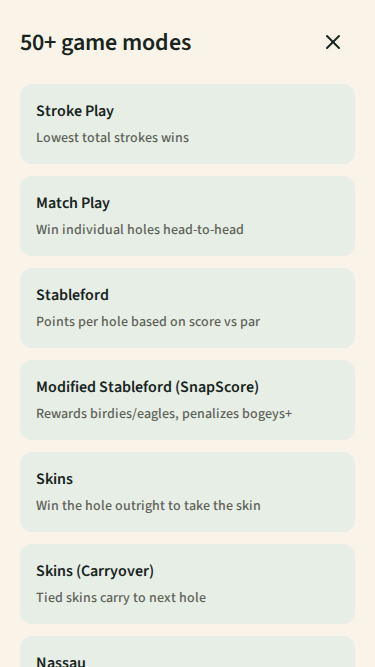 50+ game modes
Stroke Play
Lowest total strokes wins
Match Play
Win individual holes head-to-head
Stableford
Points per hole based on score vs par
Modified Stableford (SnapScore)
Rewards birdies/eagles, penalizes bogeys+
Skins
Win the hole outright to take the skin
Skins (Carryover)
Tied skins carry to next hole
Nassau